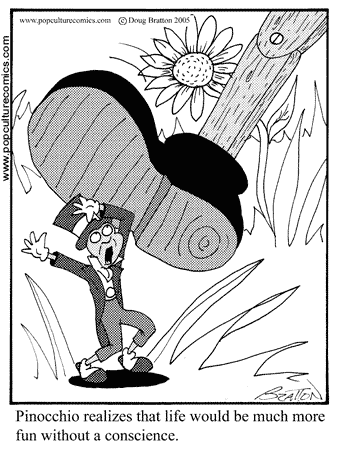 www.popculturecomics.com © Doug Bratton 2005
www.popculturecomics.com
BRATTON
Pinocchio realizes that life would be much more
fun without a conscience.